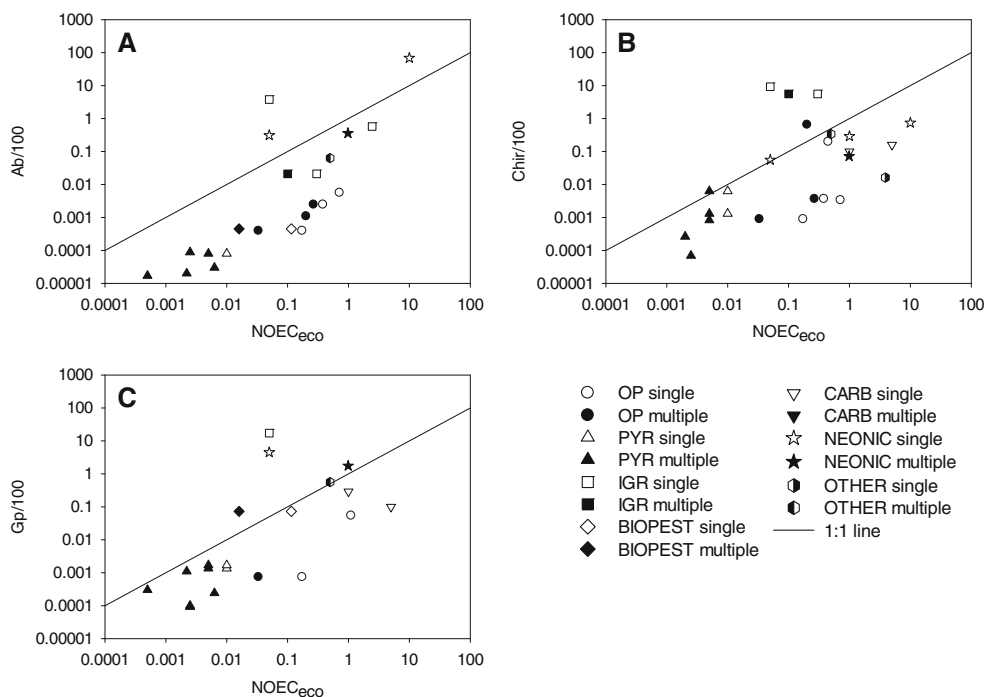 A
1000
100
10
1
0.1
0.01
0.001
0.0001
0.00001
Ab/100
0.0001 0.001 0.01 0.1 1 10 100
NOECeco
B
1000
100
10
1
0.1
0.01
0.001
0.0001
0.00001
Chir/100
0.0001 0.001 0.01 0.1 1 10 100
NOECeco
C
1000
100
10
1
0.1
0.01
0.001
0.0001
0.00001
Gp/100
0.0001 0.001 0.01 0.1 1 10 100
NOECeco
OP single
OP multiple
PYR single
PYR multiple
IGR single
IGR multiple
BIOPEST single
BIOPEST multiple
CARB single
CARB multiple
NEONIC single
NEONIC multiple
OTHER single
OTHER multiple
1:1 line